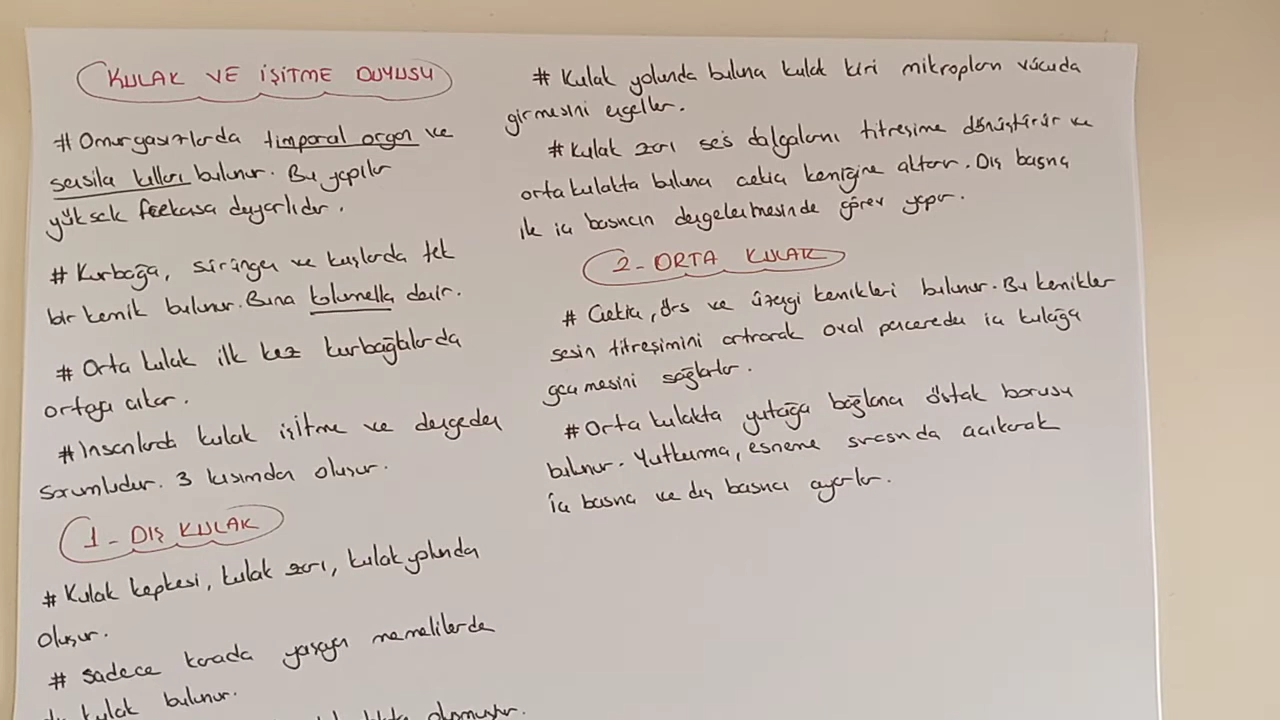 KULAK VE İŞİTME DUYUSU
# Omurgasızlarda timporal organ ve
sensila kılları bulunur. Bu yapılar
yüksek frekansa duyarlıdır.
# Kurbağa, sürüngen ve kuşlarda tek
bir kemik bulunur. Buna kolumella denir.
# Orta kulak ilk kez kurbağalarda
ortaya çıkar.
# İnsanlarda kulak işitme ve dengeden
sorumludur. 3 kısımdan oluşur.
1- DIŞ KULAK
# Kulak kepçesi, kulak zarı, kulak yolundan
oluşur.
# Sadece karada yaşayan memelilerde
dış kulak bulunur.
oluşmuştur.
# Kulak yolunda bulunan kulak kiri mikropların vücuda
girmesini engeller.
# Kulak zarı ses dalgalarını titreşime dönüştürür ve
orta kulakta bulunan çekiç kemiğine aktarır. Dış basınç
ile iç basıncın dengelenmesinde görev yapar.
2- ORTA KULAK
# Çekiç, örs ve üzengi kemikleri bulunur. Bu kemikler
sesin titreşimini artırarak oval pencereden iç kulağa
geçmesini sağlarlar.
# Orta kulakta yutağa bağlanan östaki borusu
bulunur. Yutkunma, esneme sırasında açılarak
iç basınç ve dış basıncı ayarlar.